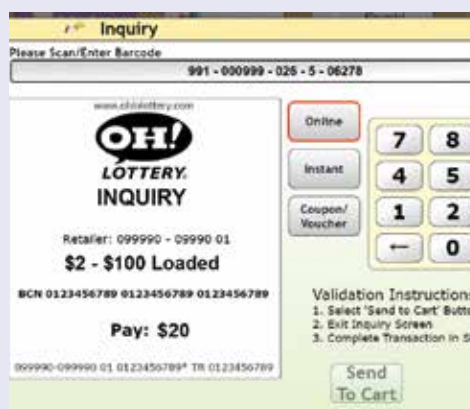 Inquiry
Please Scan/Enter Barcode
991 - 000999 - 026 - 5 - 06278
www.ohiolottery.com
OH!
LOTTERY.
INQUIRY
Retailer: 099990 - 09990 01
$2 - $100 Loaded
BCN 0123456789 0123456789 0123456789
Pay: $20
099990-099990 01 0123456789* TR 0123456789
Online
Instant
Coupon/
Voucher
7 8
4 5
1 2
← 0
Validation Instructions
1. Select 'Send to Cart' Butto
2. Exit Inquiry Screen
3. Complete Transaction in S
Send
To Cart